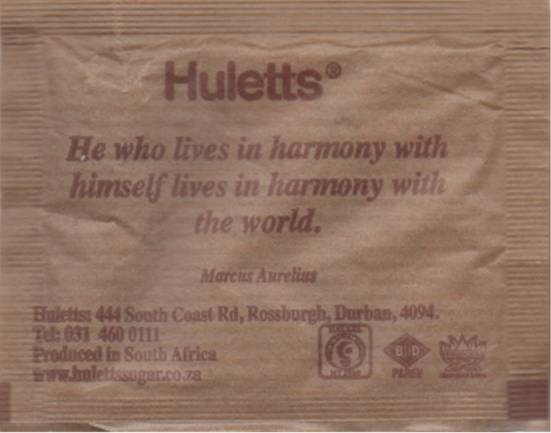 Huletts®
He who lives in harmony with
himself lives in harmony with
the world.
Marcus Aurelius
Huletts: 444 South Coast Rd, Rossburgh, Durban, 4094.
Tel: 031 460 0111
Produced in South Africa
www.hulettssugar.co.za
PAREV